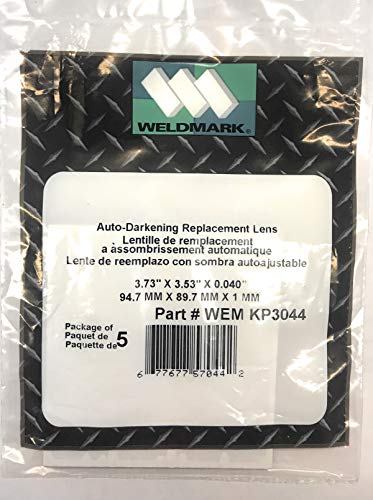 WELDMARK®
Auto-Darkening Replacement Lens
Lentille de remplacement
a assombrissement automatique
Lente de reemplazo con sombra autoajustable
3.73" X 3.53" X 0.040"
94.7 MM X 89.7 MM X 1 MM
Part # WEM KP3044
Package of
Paquet de 5
Paquette de
6 77677 57044 2